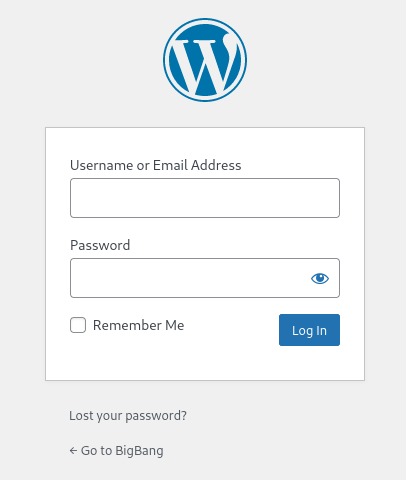 Username or Email Address
Password
Remember Me
Log In
Lost your password?
← Go to BigBang